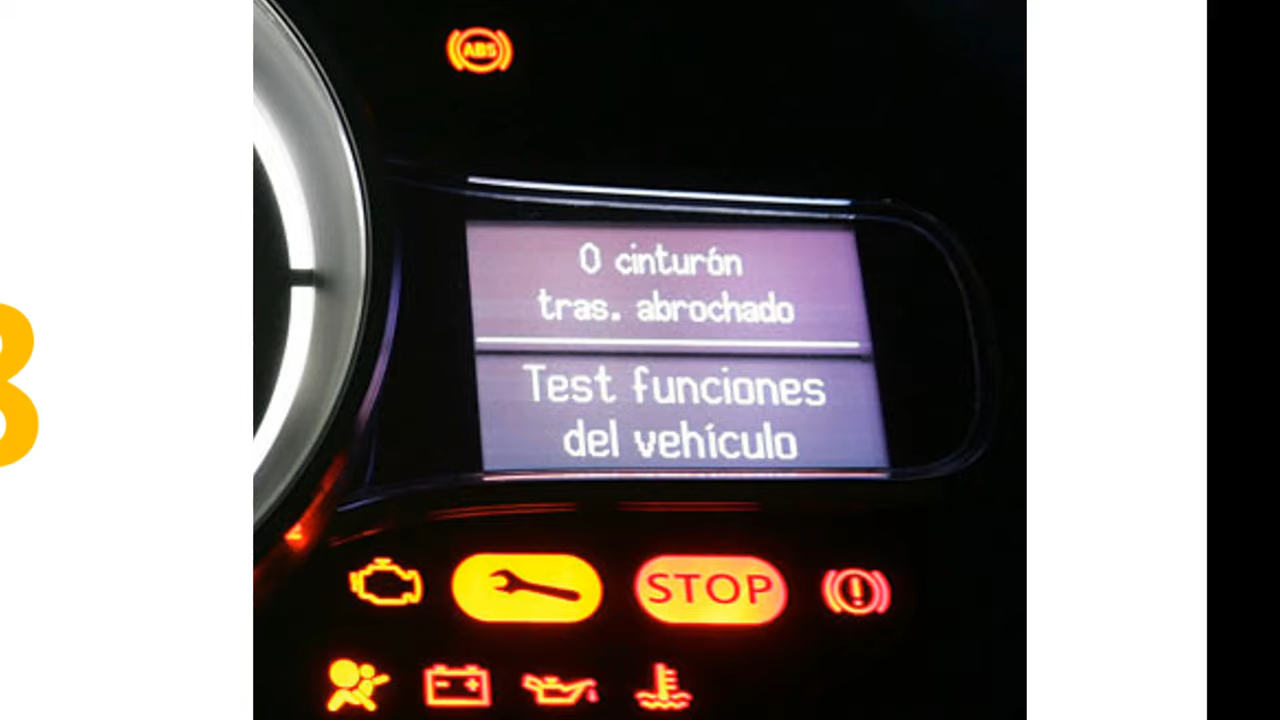 ABS
0 cinturón
tras. abrochado
Test funciones
del vehículo
STOP